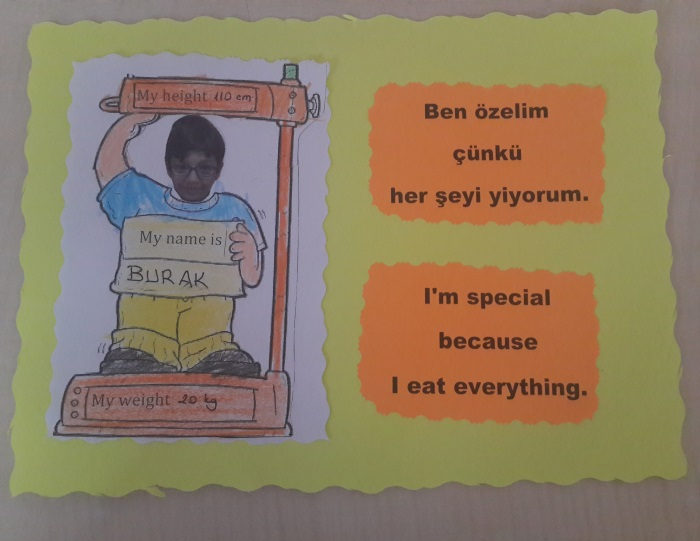 My height 110 cm
My name is
BURAK
My weight 20 kg
Ben özelim
çünkü
her şeyi yiyorum.
I'm special
because
I eat everything.